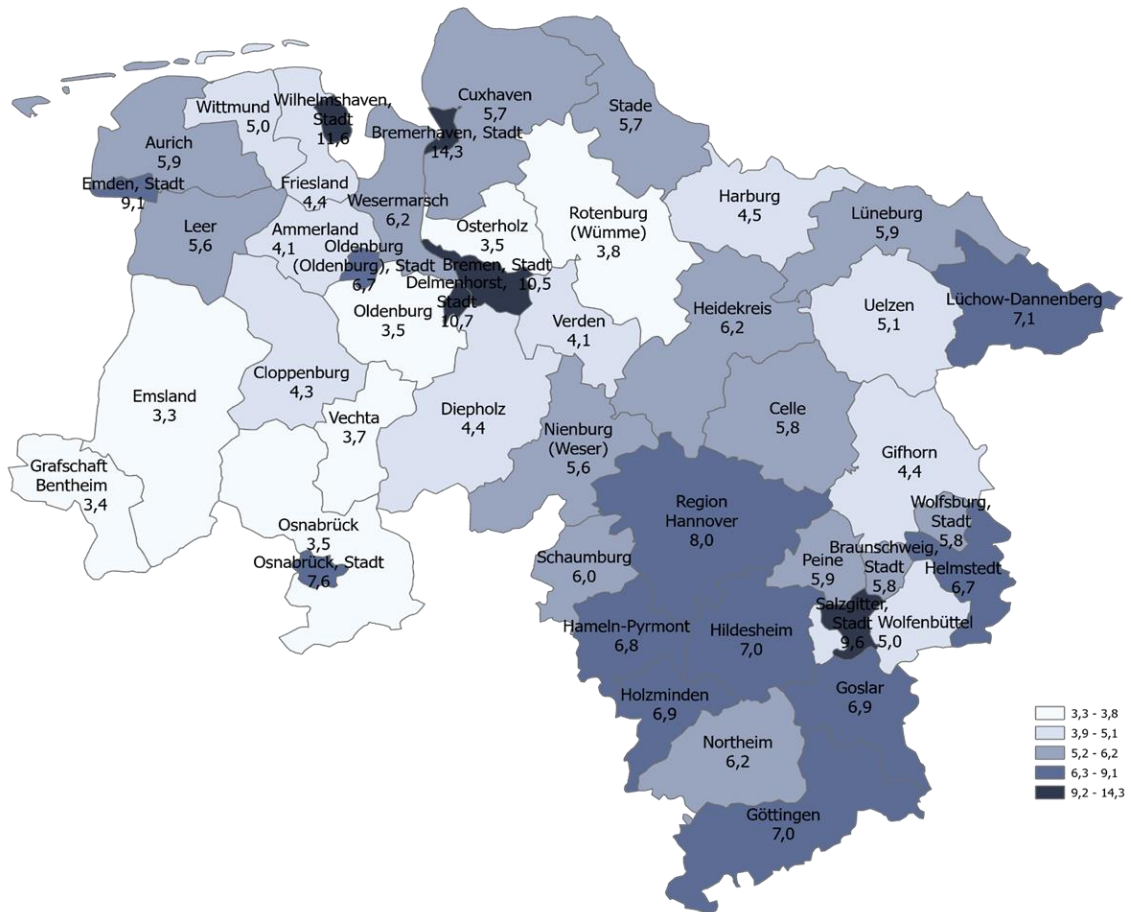 Wittmund
5,0
Wilhelmshaven,
Stadt
11,6
Cuxhaven
5,7
Stade
5,7
Aurich
5,9
Bremerhaven, Stadt
14,3
Emden, Stadt
9,1
Friesland
4,4
Wesermarsch
6,2
Harburg
4,5
Leer
5,6
Ammerland
4,1
Osterholz
3,5
Rotenburg
(Wümme)
3,8
Lüneburg
5,9
Oldenburg
(Oldenburg), Stadt
6,7
Bremen, Stadt
10,5
Delmenhorst,
Stadt
10,7
Oldenburg
3,5
Verden
4,1
Heidekreis
6,2
Uelzen
5,1
Lüchow-Dannenberg
7,1
Emsland
3,3
Cloppenburg
4,3
Vechta
3,7
Diepholz
4,4
Nienburg
(Weser)
5,6
Celle
5,8
Gifhorn
4,4
Grafschaft
Bentheim
3,4
Region
Hannover
8,0
Wolfsburg,
Stadt
5,8
Osnabrück
3,5
Osnabrück, Stadt
7,6
Schaumburg
6,0
Peine
5,9
Braunschweig,
Stadt
5,8
Helmstedt
6,7
Salzgitter,
Stadt
9,6
Wolfenbüttel
5,0
Hameln-Pyrmont
6,8
Hildesheim
7,0
Holzminden
6,9
Goslar
6,9
Northeim
6,2
Göttingen
7,0
3,3 - 3,8
3,9 - 5,1
5,2 - 6,2
6,3 - 9,1
9,2 - 14,3